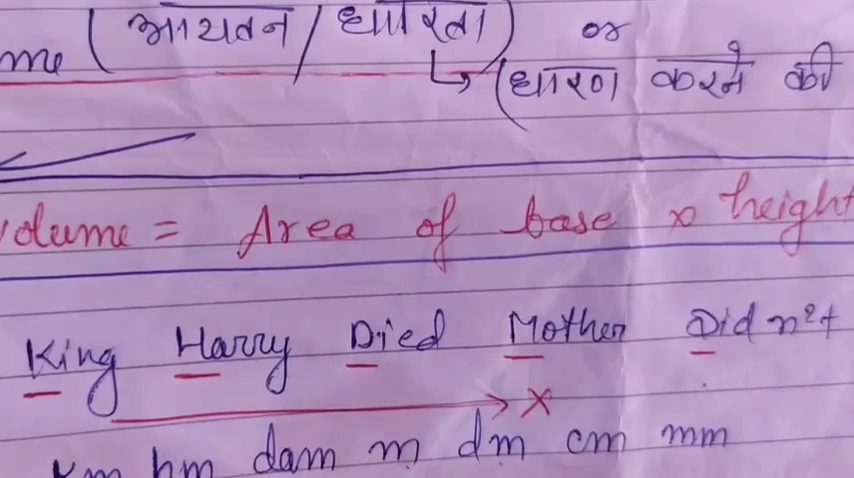 me (आयतन / धारिता) or
↳ (धारण करने की
volume = Area of base × height
King Harry Died Mother Didn't
→ ×
Km hm dam m dm cm mm